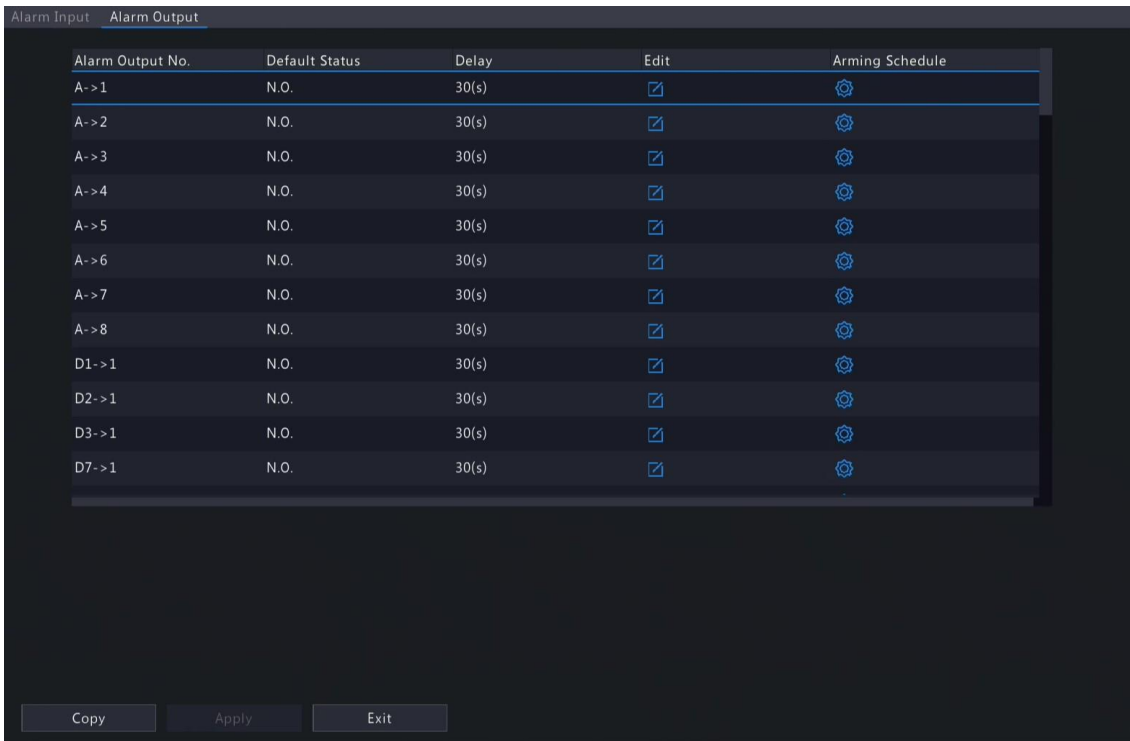 Alarm Input Alarm Output
Alarm Output No. Default Status Delay Edit Arming Schedule
A->1 N.O. 30(s)
A->2 N.O. 30(s)
A->3 N.O. 30(s)
A->4 N.O. 30(s)
A->5 N.O. 30(s)
A->6 N.O. 30(s)
A->7 N.O. 30(s)
A->8 N.O. 30(s)
D1->1 N.O. 30(s)
D2->1 N.O. 30(s)
D3->1 N.O. 30(s)
D7->1 N.O. 30(s)
Copy Apply Exit